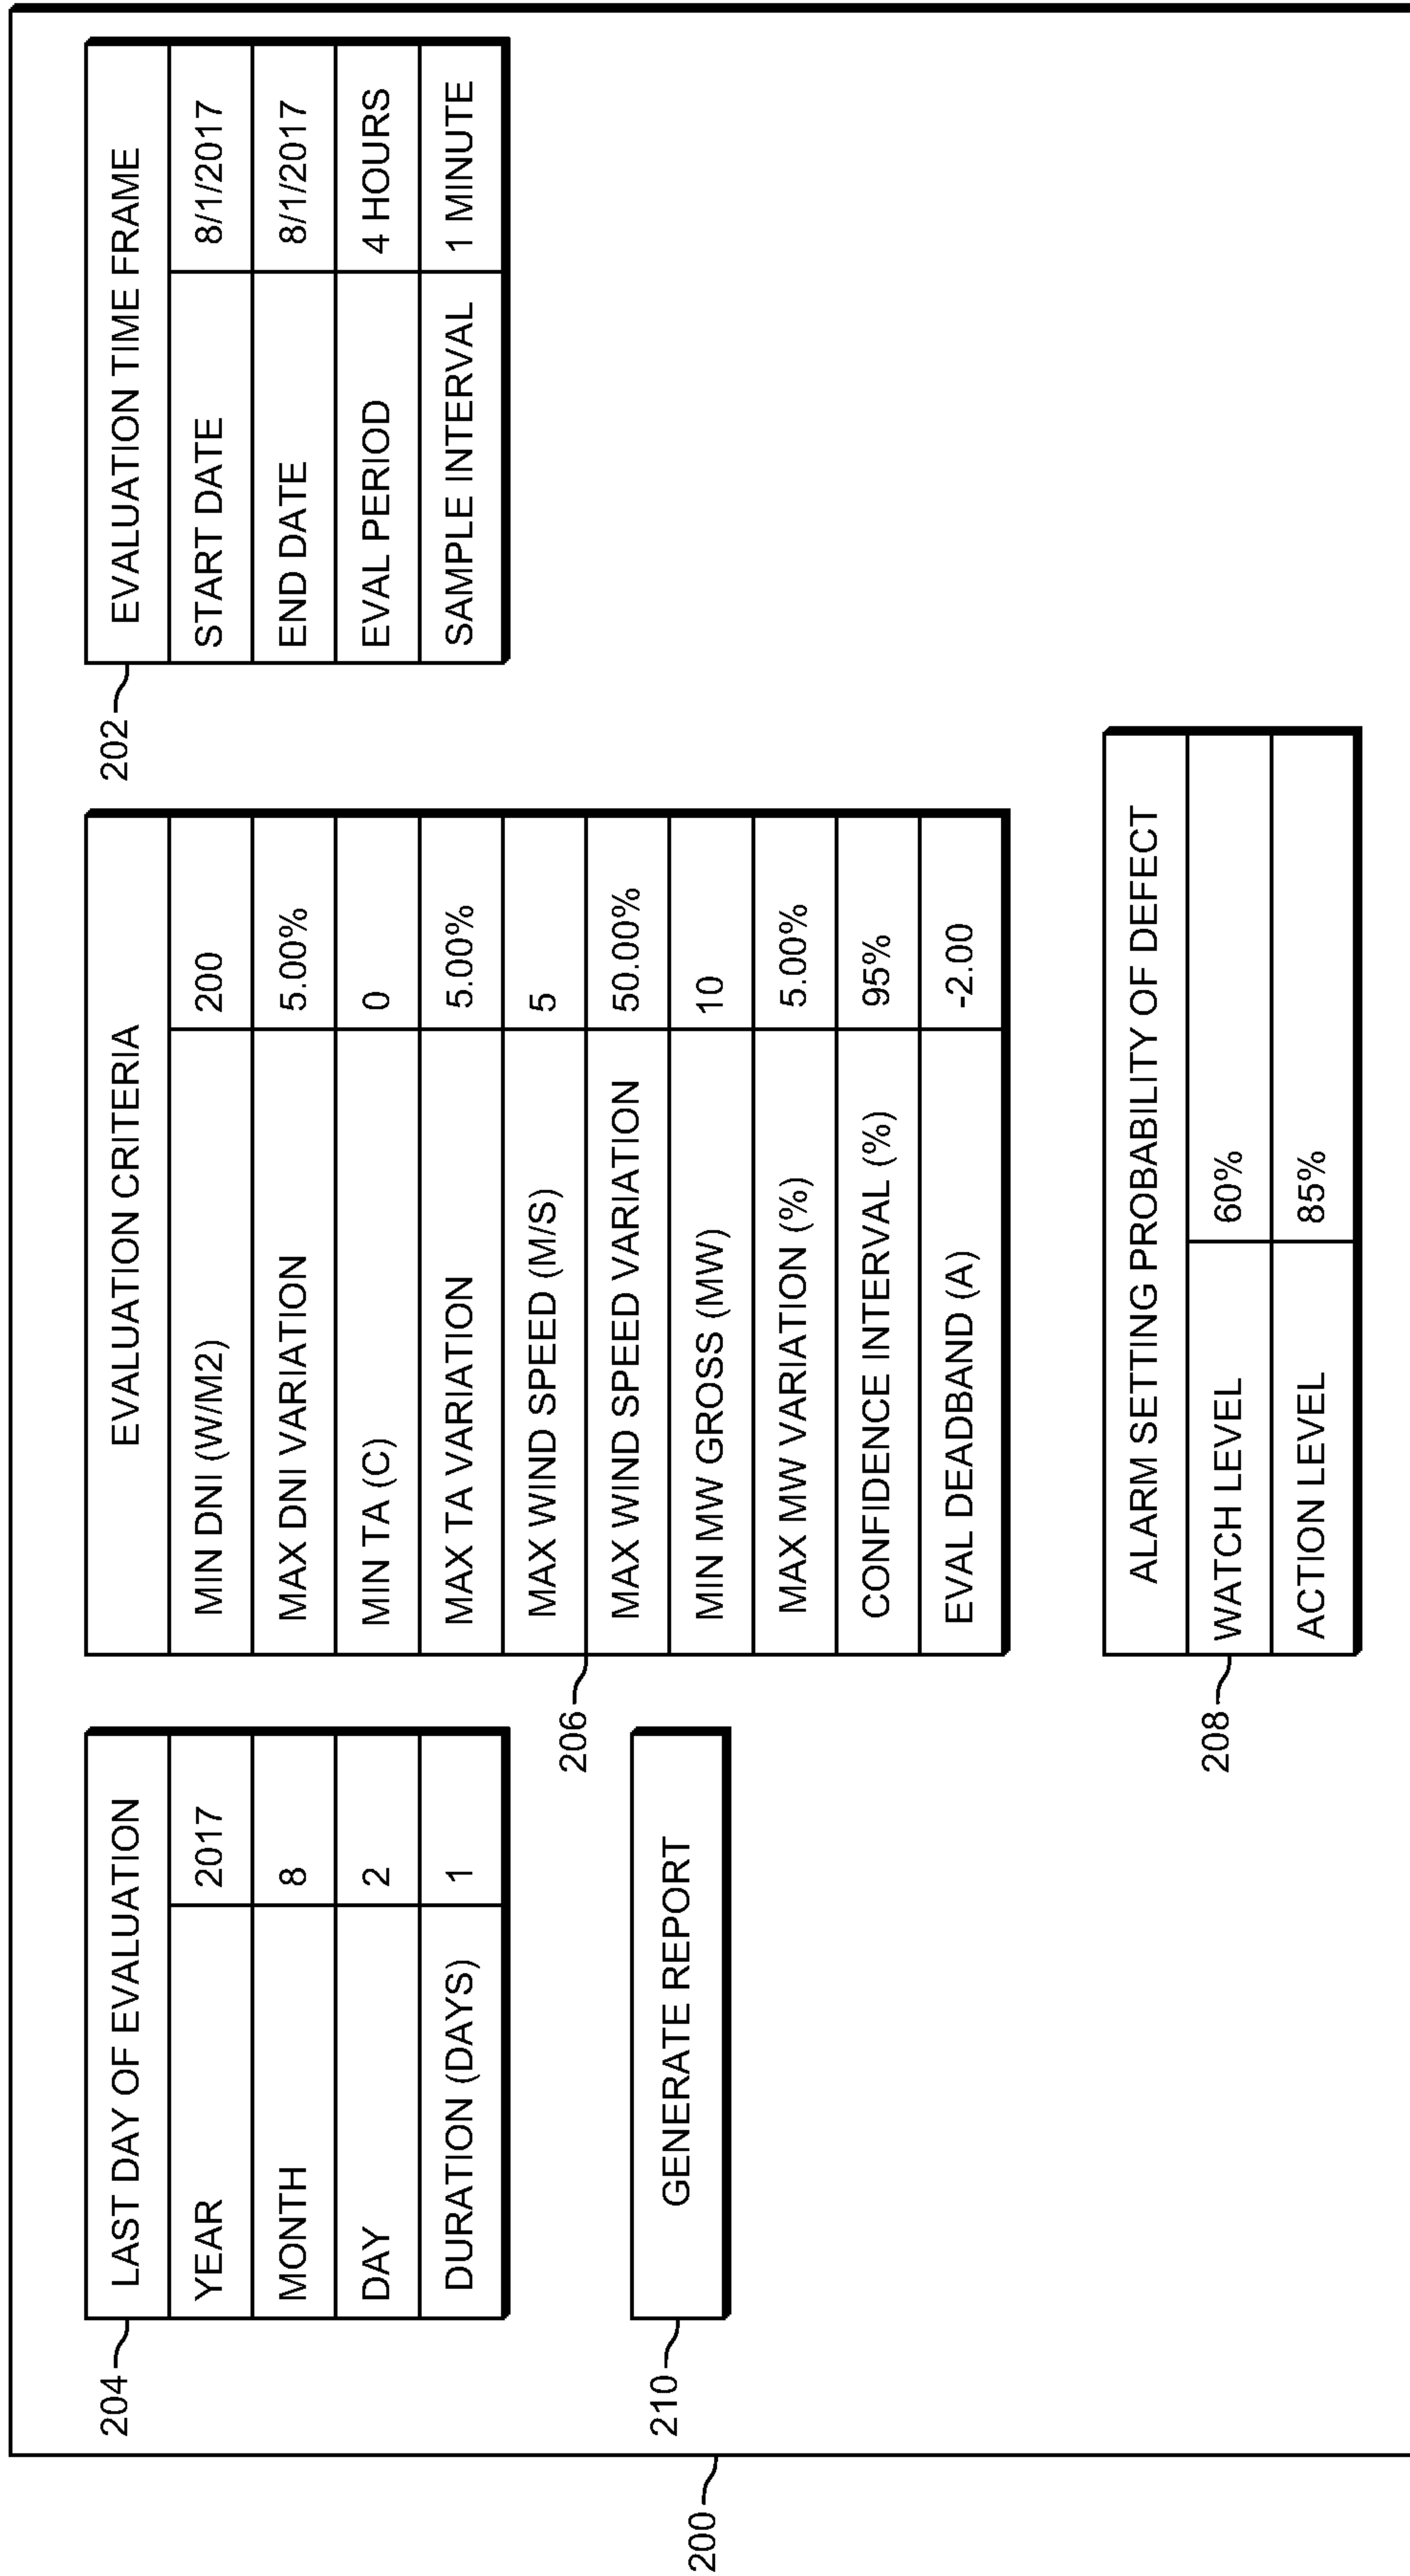 200
204
LAST DAY OF EVALUATION
YEAR 2017
MONTH 8
DAY 2
DURATION (DAYS) 1
210
GENERATE REPORT
206
EVALUATION CRITERIA
MIN DNI (W/M2) 200
MAX DNI VARIATION 5.00%
MIN TA (C) 0
MAX TA VARIATION 5.00%
MAX WIND SPEED (M/S) 5
MAX WIND SPEED VARIATION 50.00%
MIN MW GROSS (MW) 10
MAX MW VARIATION (%) 5.00%
CONFIDENCE INTERVAL (%) 95%
EVAL DEADBAND (A) -2.00
202
EVALUATION TIME FRAME
START DATE 8/1/2017
END DATE 8/1/2017
EVAL PERIOD 4 HOURS
SAMPLE INTERVAL 1 MINUTE
208
ALARM SETTING PROBABILITY OF DEFECT
WATCH LEVEL 60%
ACTION LEVEL 85%